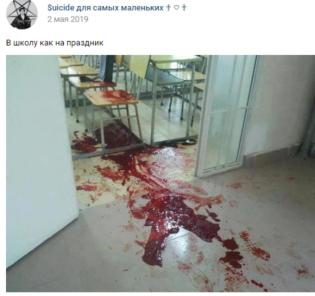 Suicide для самых маленьких ✝ ♡ ✝
2 мая 2019
В школу как на праздник